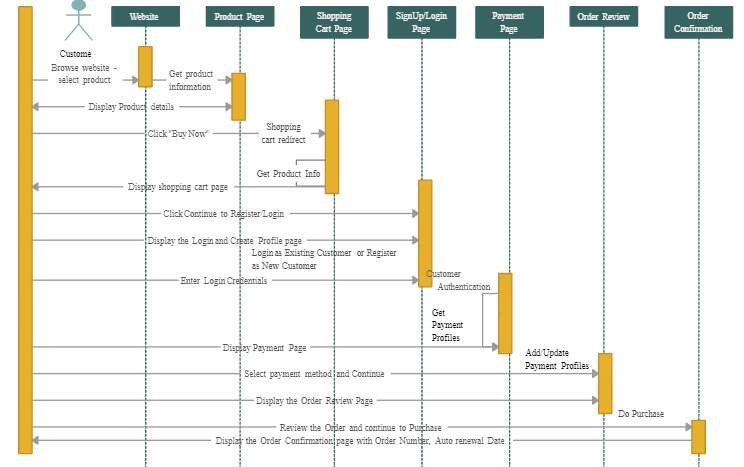 Website
Product Page
Shopping
Cart Page
SignUp/Login
Page
Payment
Page
Order Review
Order
Confirmation
Custome
Browse website -
select product
Get product
information
Display Product details
Click "Buy Now"
Shopping
cart redirect
Get Product Info
Display shopping cart page
Click Continue to Register/Login
Display the Login and Create Profile page
Login as Existing Customer or Register
as New Customer
Enter Login Credentials
Customer
Authentication
Get
Payment
Profiles
Display Payment Page
Add/Update
Payment Profiles
Select payment method and Continue
Display the Order Review Page
Do Purchase
Review the Order and continue to Purchase
Display the Order Confirmation page with Order Number, Auto renewal Date